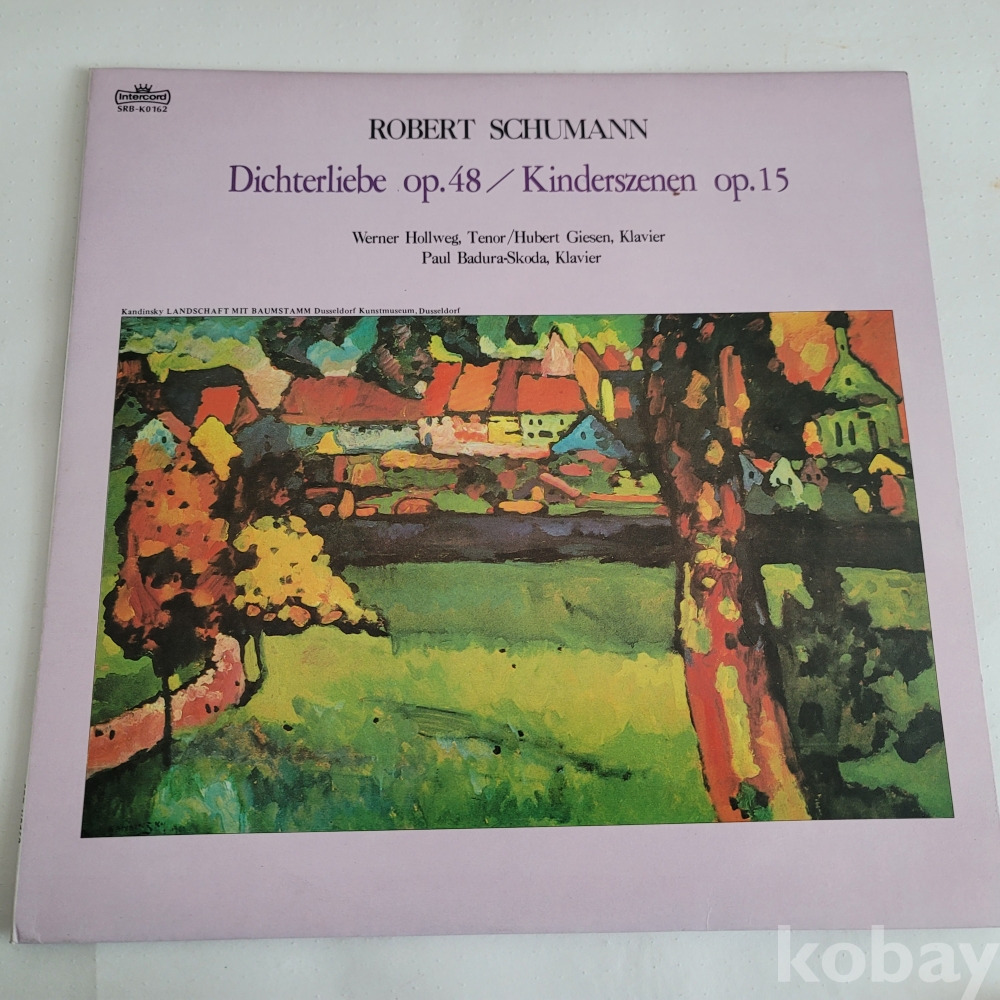 Intercord
SRB-K0162
ROBERT SCHUMANN
Dichterliebe op.48 / Kinderszenen op.15
Werner Hollweg, Tenor/Hubert Giesen, Klavier
Paul Badura-Skoda, Klavier
Kandinsky LANDSCHAFT MIT BAUMSTAMM Dusseldorf Kunstmuseum, Dusseldorf
kobay